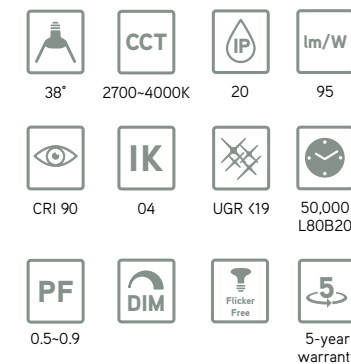 CCT
IP
lm/W
38°
2700~4000K
20
95
IK
CRI 90
04
UGR <19
50,000
L80B20
PF
DIM
Flicker
Free
5
0.5~0.9
5-year
warrant